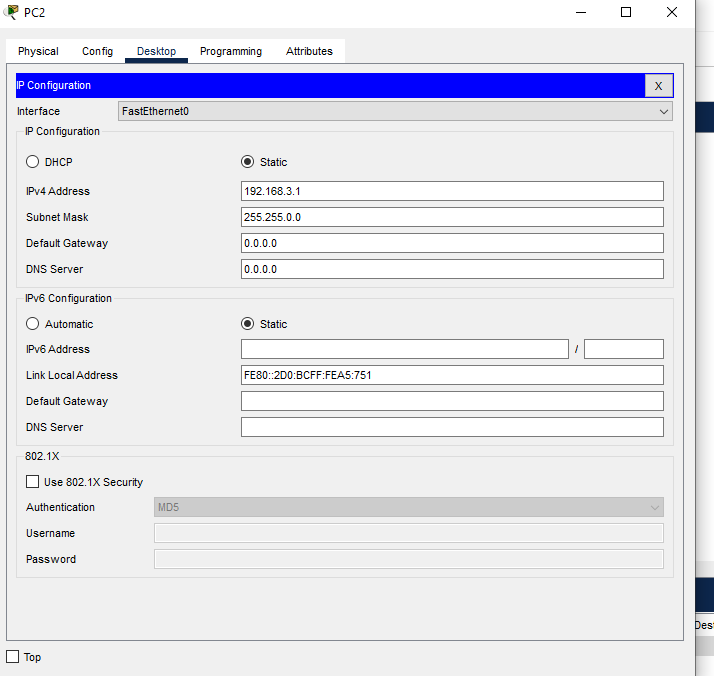 PC2
Physical Config Desktop Programming Attributes
IP Configuration X
Interface FastEthernet0
IP Configuration
DHCP Static
IPv4 Address 192.168.3.1
Subnet Mask 255.255.0.0
Default Gateway 0.0.0.0
DNS Server 0.0.0.0
IPv6 Configuration
Automatic Static
IPv6 Address /
Link Local Address FE80::2D0:BCFF:FEA5:751
Default Gateway
DNS Server
802.1X
Use 802.1X Security
Authentication MD5
Username
Password
Top